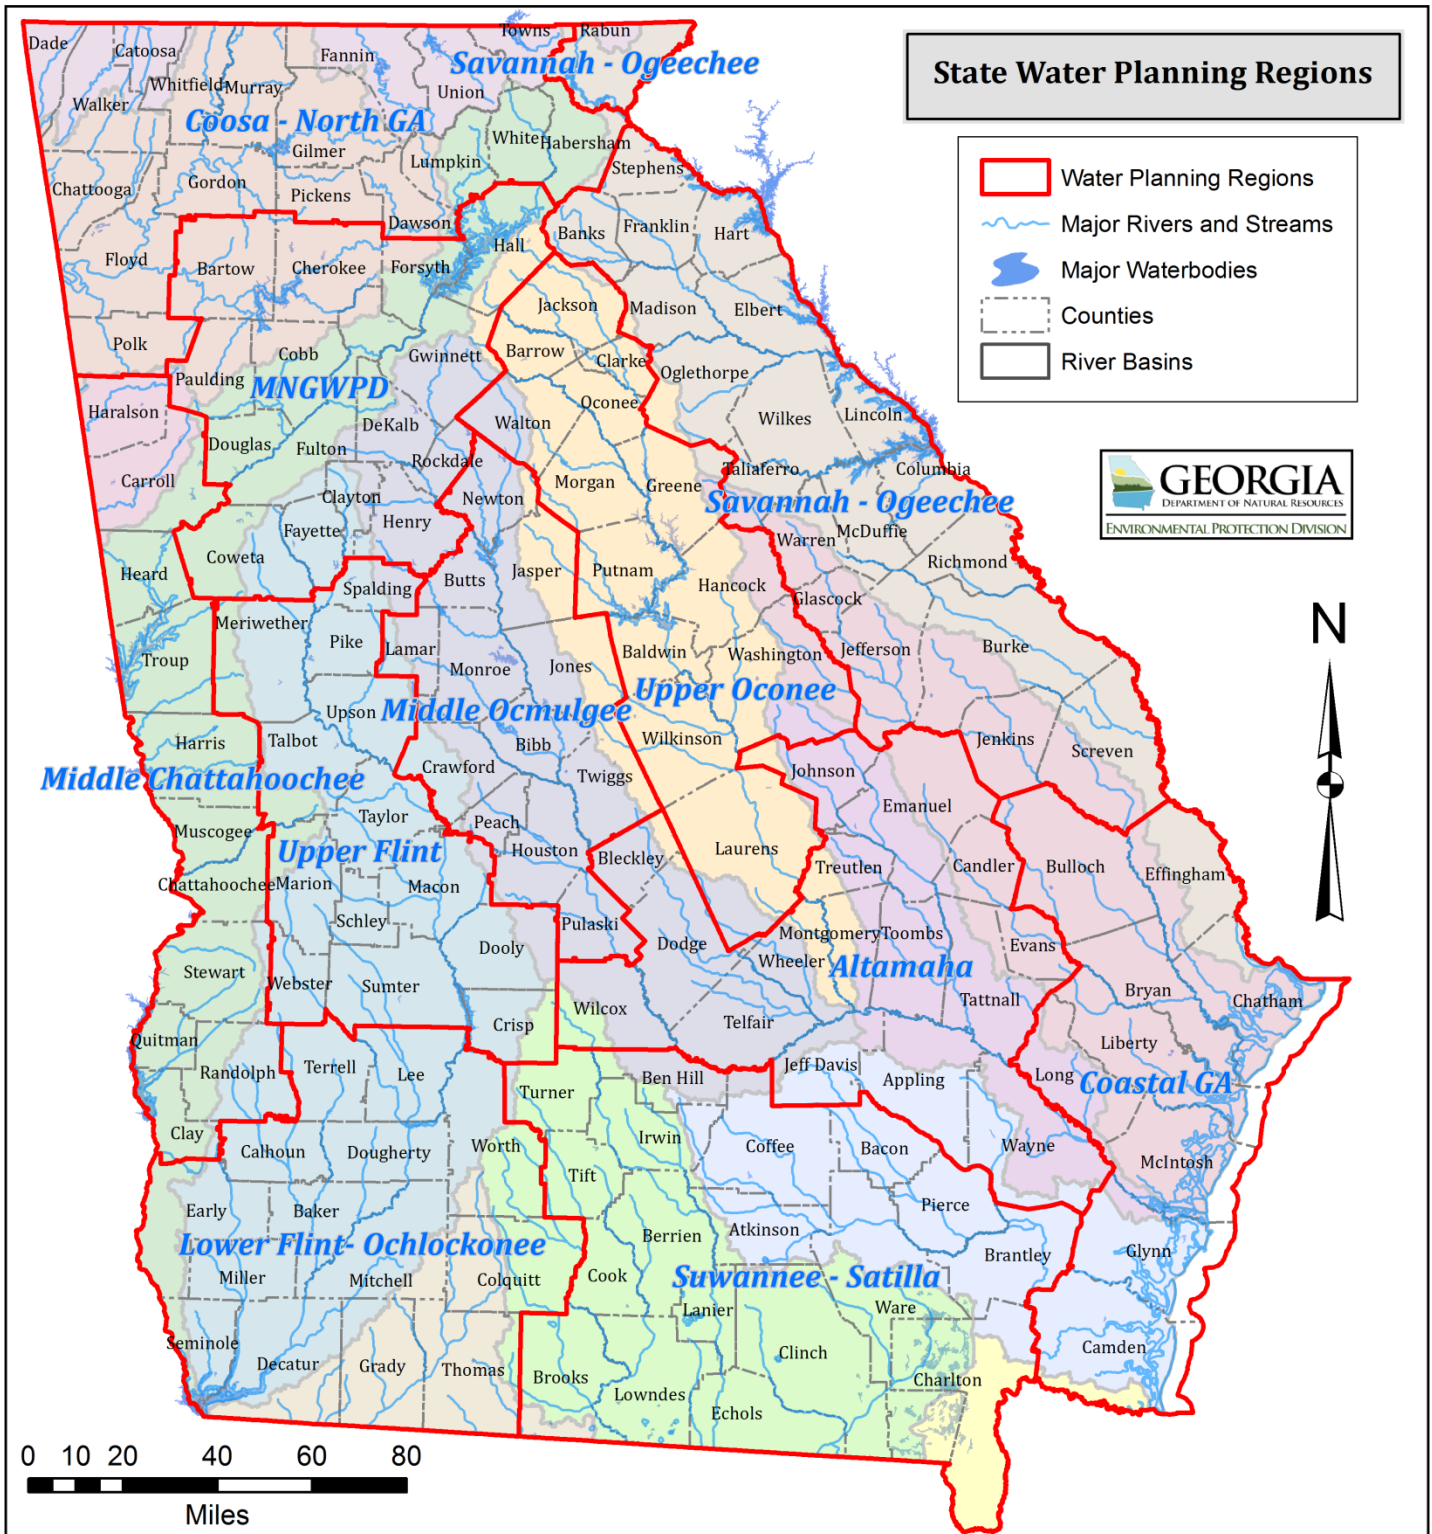 State Water Planning Regions
Water Planning Regions
Major Rivers and Streams
Major Waterbodies
Counties
River Basins
GEORGIA
DEPARTMENT OF NATURAL RESOURCES
ENVIRONMENTAL PROTECTION DIVISION
N
Dade
Catoosa
Fannin
Towns
Rabun
Savannah - Ogeechee
Walker
Whitfield
Murray
Union
Coosa - North GA
Gilmer
White
Habersham
Lumpkin
Stephens
Chattooga
Gordon
Pickens
Dawson
Banks
Franklin
Hart
Hall
Floyd
Bartow
Cherokee
Forsyth
Jackson
Madison
Elbert
Polk
Cobb
Gwinnett
Barrow
Clarke
Oglethorpe
Paulding
MNGWPD
Oconee
Haralson
DeKalb
Walton
Wilkes
Lincoln
Douglas
Fulton
Rockdale
Taliaferro
Columbia
Carroll
Clayton
Newton
Morgan
Greene
Savannah - Ogeechee
Fayette
Henry
Warren
McDuffie
Coweta
Heard
Spalding
Butts
Jasper
Putnam
Hancock
Richmond
Glascock
Meriwether
Pike
Lamar
Monroe
Jones
Baldwin
Washington
Jefferson
Burke
Troup
Upper Oconee
Upson
Middle Ocmulgee
Harris
Talbot
Bibb
Wilkinson
Jenkins
Screven
Middle Chattahoochee
Crawford
Twiggs
Johnson
Emanuel
Muscogee
Taylor
Peach
Upper Flint
Houston
Bleckley
Laurens
Treutlen
Candler
Bulloch
Effingham
Chattahoochee
Marion
Macon
Schley
Pulaski
Dodge
Montgomery
Toombs
Evans
Dooly
Wheeler
Altamaha
Stewart
Webster
Sumter
Tattnall
Bryan
Chatham
Crisp
Wilcox
Telfair
Quitman
Liberty
Randolph
Terrell
Lee
Turner
Ben Hill
Jeff Davis
Appling
Long
Coastal GA
Clay
Calhoun
Dougherty
Worth
Irwin
Coffee
Bacon
Wayne
McIntosh
Tift
Early
Baker
Pierce
Lower Flint- Ochlockonee
Berrien
Atkinson
Brantley
Glynn
Miller
Mitchell
Colquitt
Cook
Suwannee - Satilla
Lanier
Ware
Seminole
Decatur
Grady
Thomas
Brooks
Lowndes
Clinch
Charlton
Camden
Echols
0 10 20 40 60 80
Miles